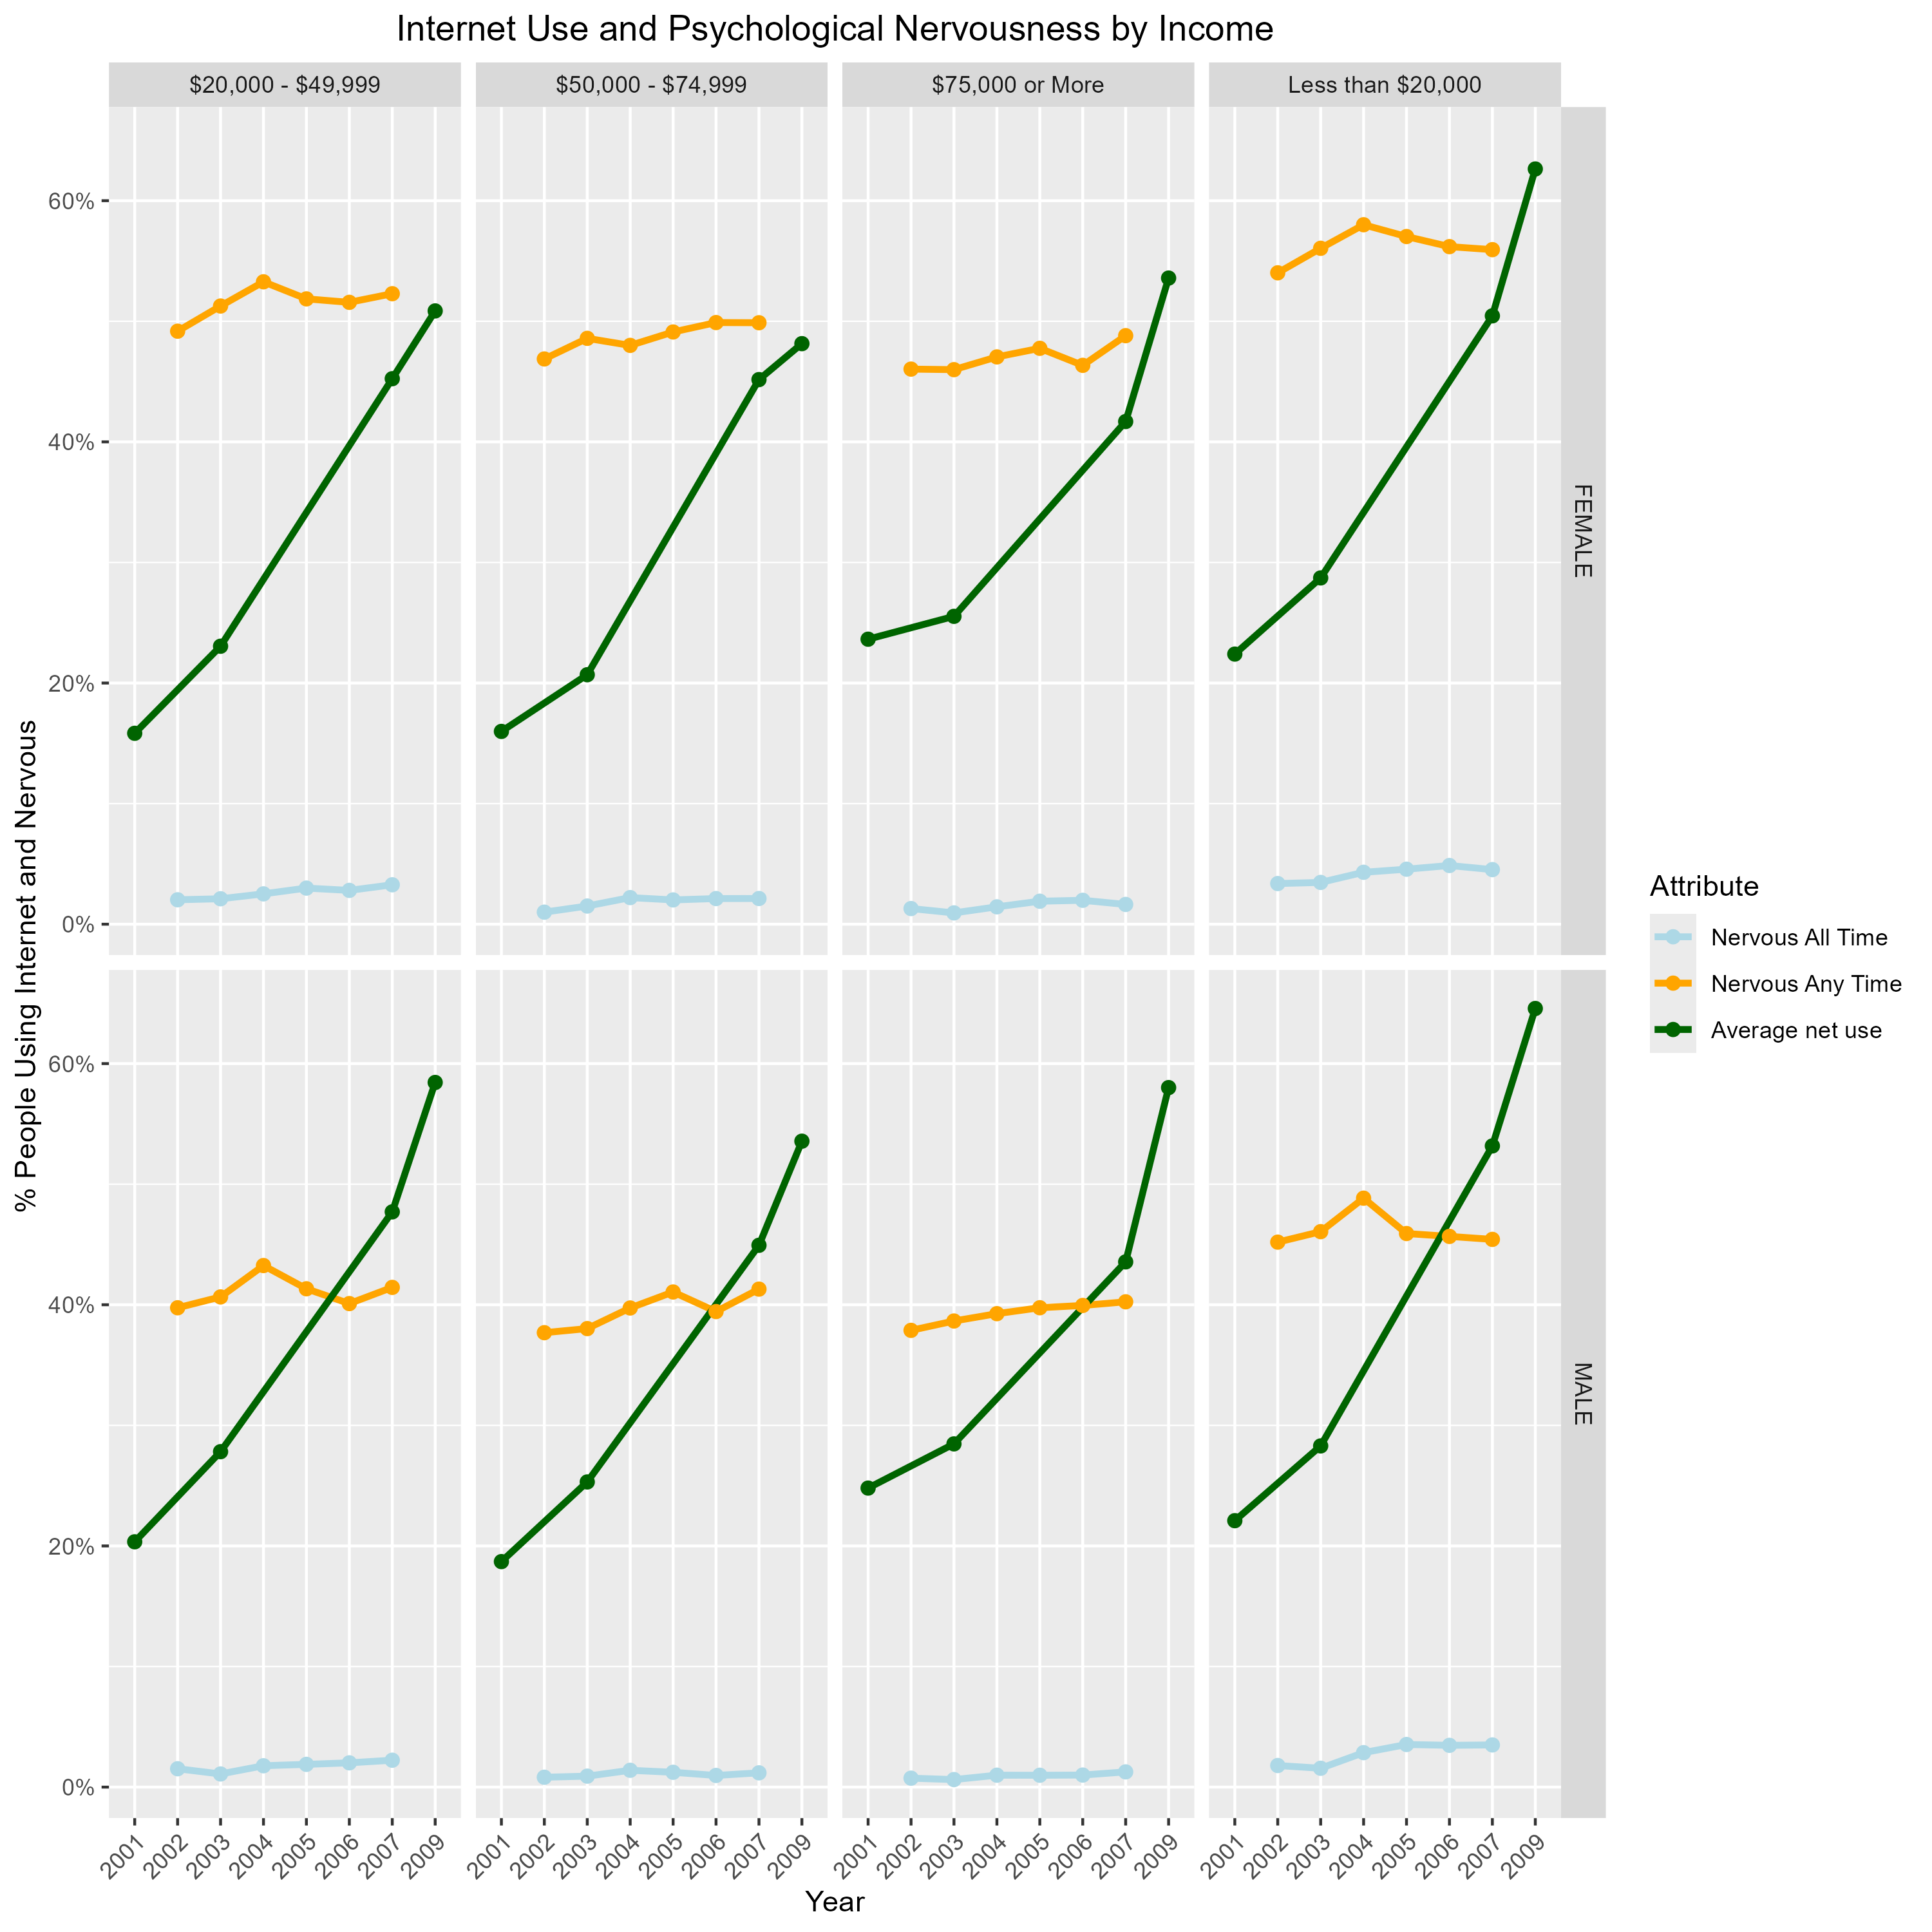 Internet Use and Psychological Nervousness by Income
$20,000 - $49,999
$50,000 - $74,999
$75,000 or More
Less than $20,000
% People Using Internet and Nervous
60%
40%
20%
0%
FEMALE
60%
40%
20%
0%
MALE
2001 2002 2003 2004 2005 2006 2007 2009
2001 2002 2003 2004 2005 2006 2007 2009
2001 2002 2003 2004 2005 2006 2007 2009
2001 2002 2003 2004 2005 2006 2007 2009
Year
Attribute
Nervous All Time
Nervous Any Time
Average net use